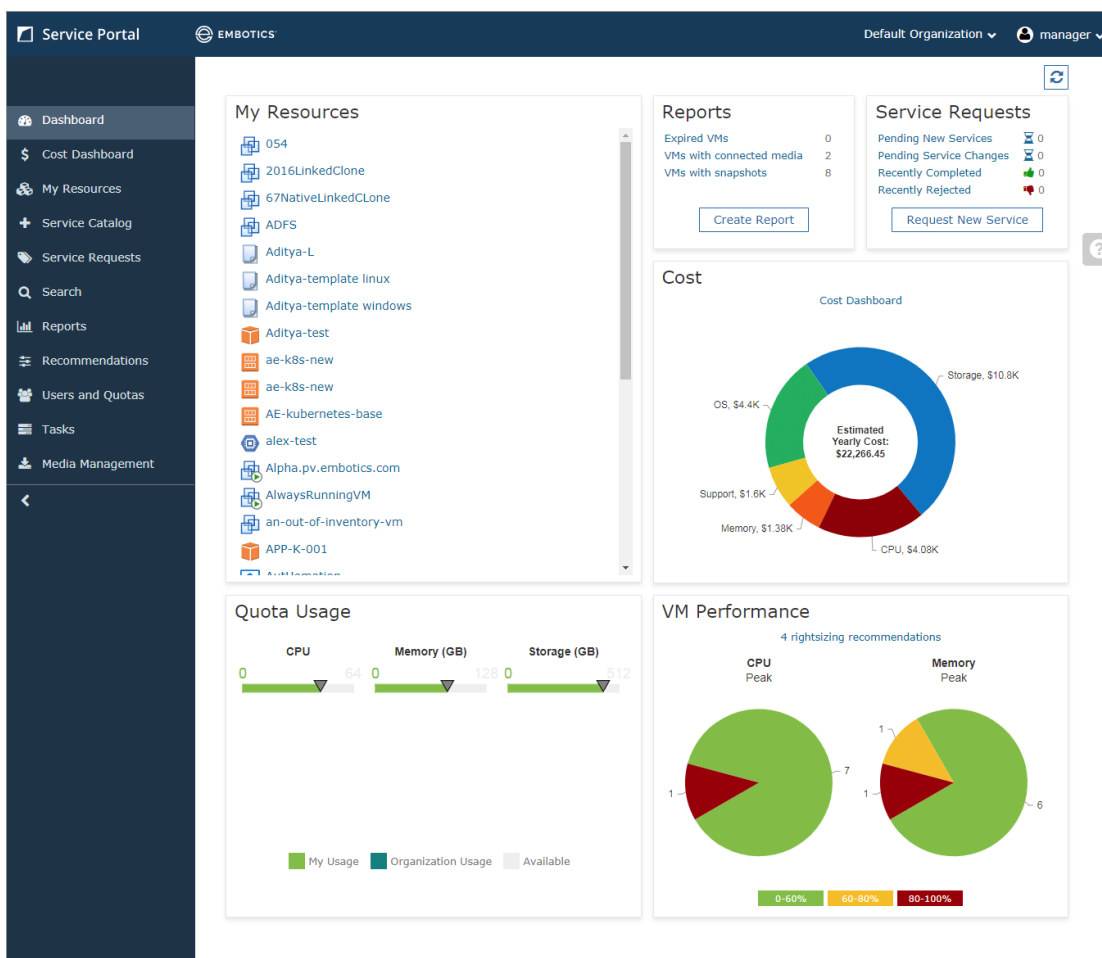 Service Portal
EMBOTICS
Default Organization
manager
Dashboard
Cost Dashboard
My Resources
Service Catalog
Service Requests
Search
Reports
Recommendations
Users and Quotas
Tasks
Media Management
My Resources
054
2016LinkedClone
67NativeLinkedCLone
ADFS
Aditya-L
Aditya-template linux
Aditya-template windows
Aditya-test
ae-k8s-new
ae-k8s-new
AE-kubernetes-base
alex-test
Alpha.pv.embotics.com
AlwaysRunningVM
an-out-of-inventory-vm
APP-K-001
Reports
Expired VMs 0
VMs with connected media 2
VMs with snapshots 8
Create Report
Service Requests
Pending New Services 0
Pending Service Changes 0
Recently Completed 0
Recently Rejected 0
Request New Service
Cost
Cost Dashboard
Storage, $10.8K
OS, $4.4K
Estimated
Yearly Cost:
$22,266.45
Support, $1.6K
Memory, $1.38K
CPU, $4.08K
Quota Usage
CPU Memory (GB) Storage (GB)
0 64 0 128 0 512
My Usage Organization Usage Available
VM Performance
4 rightsizing recommendations
CPU
Peak
Memory
Peak
1
7
1
1
6
0-60% 60-80% 80-100%